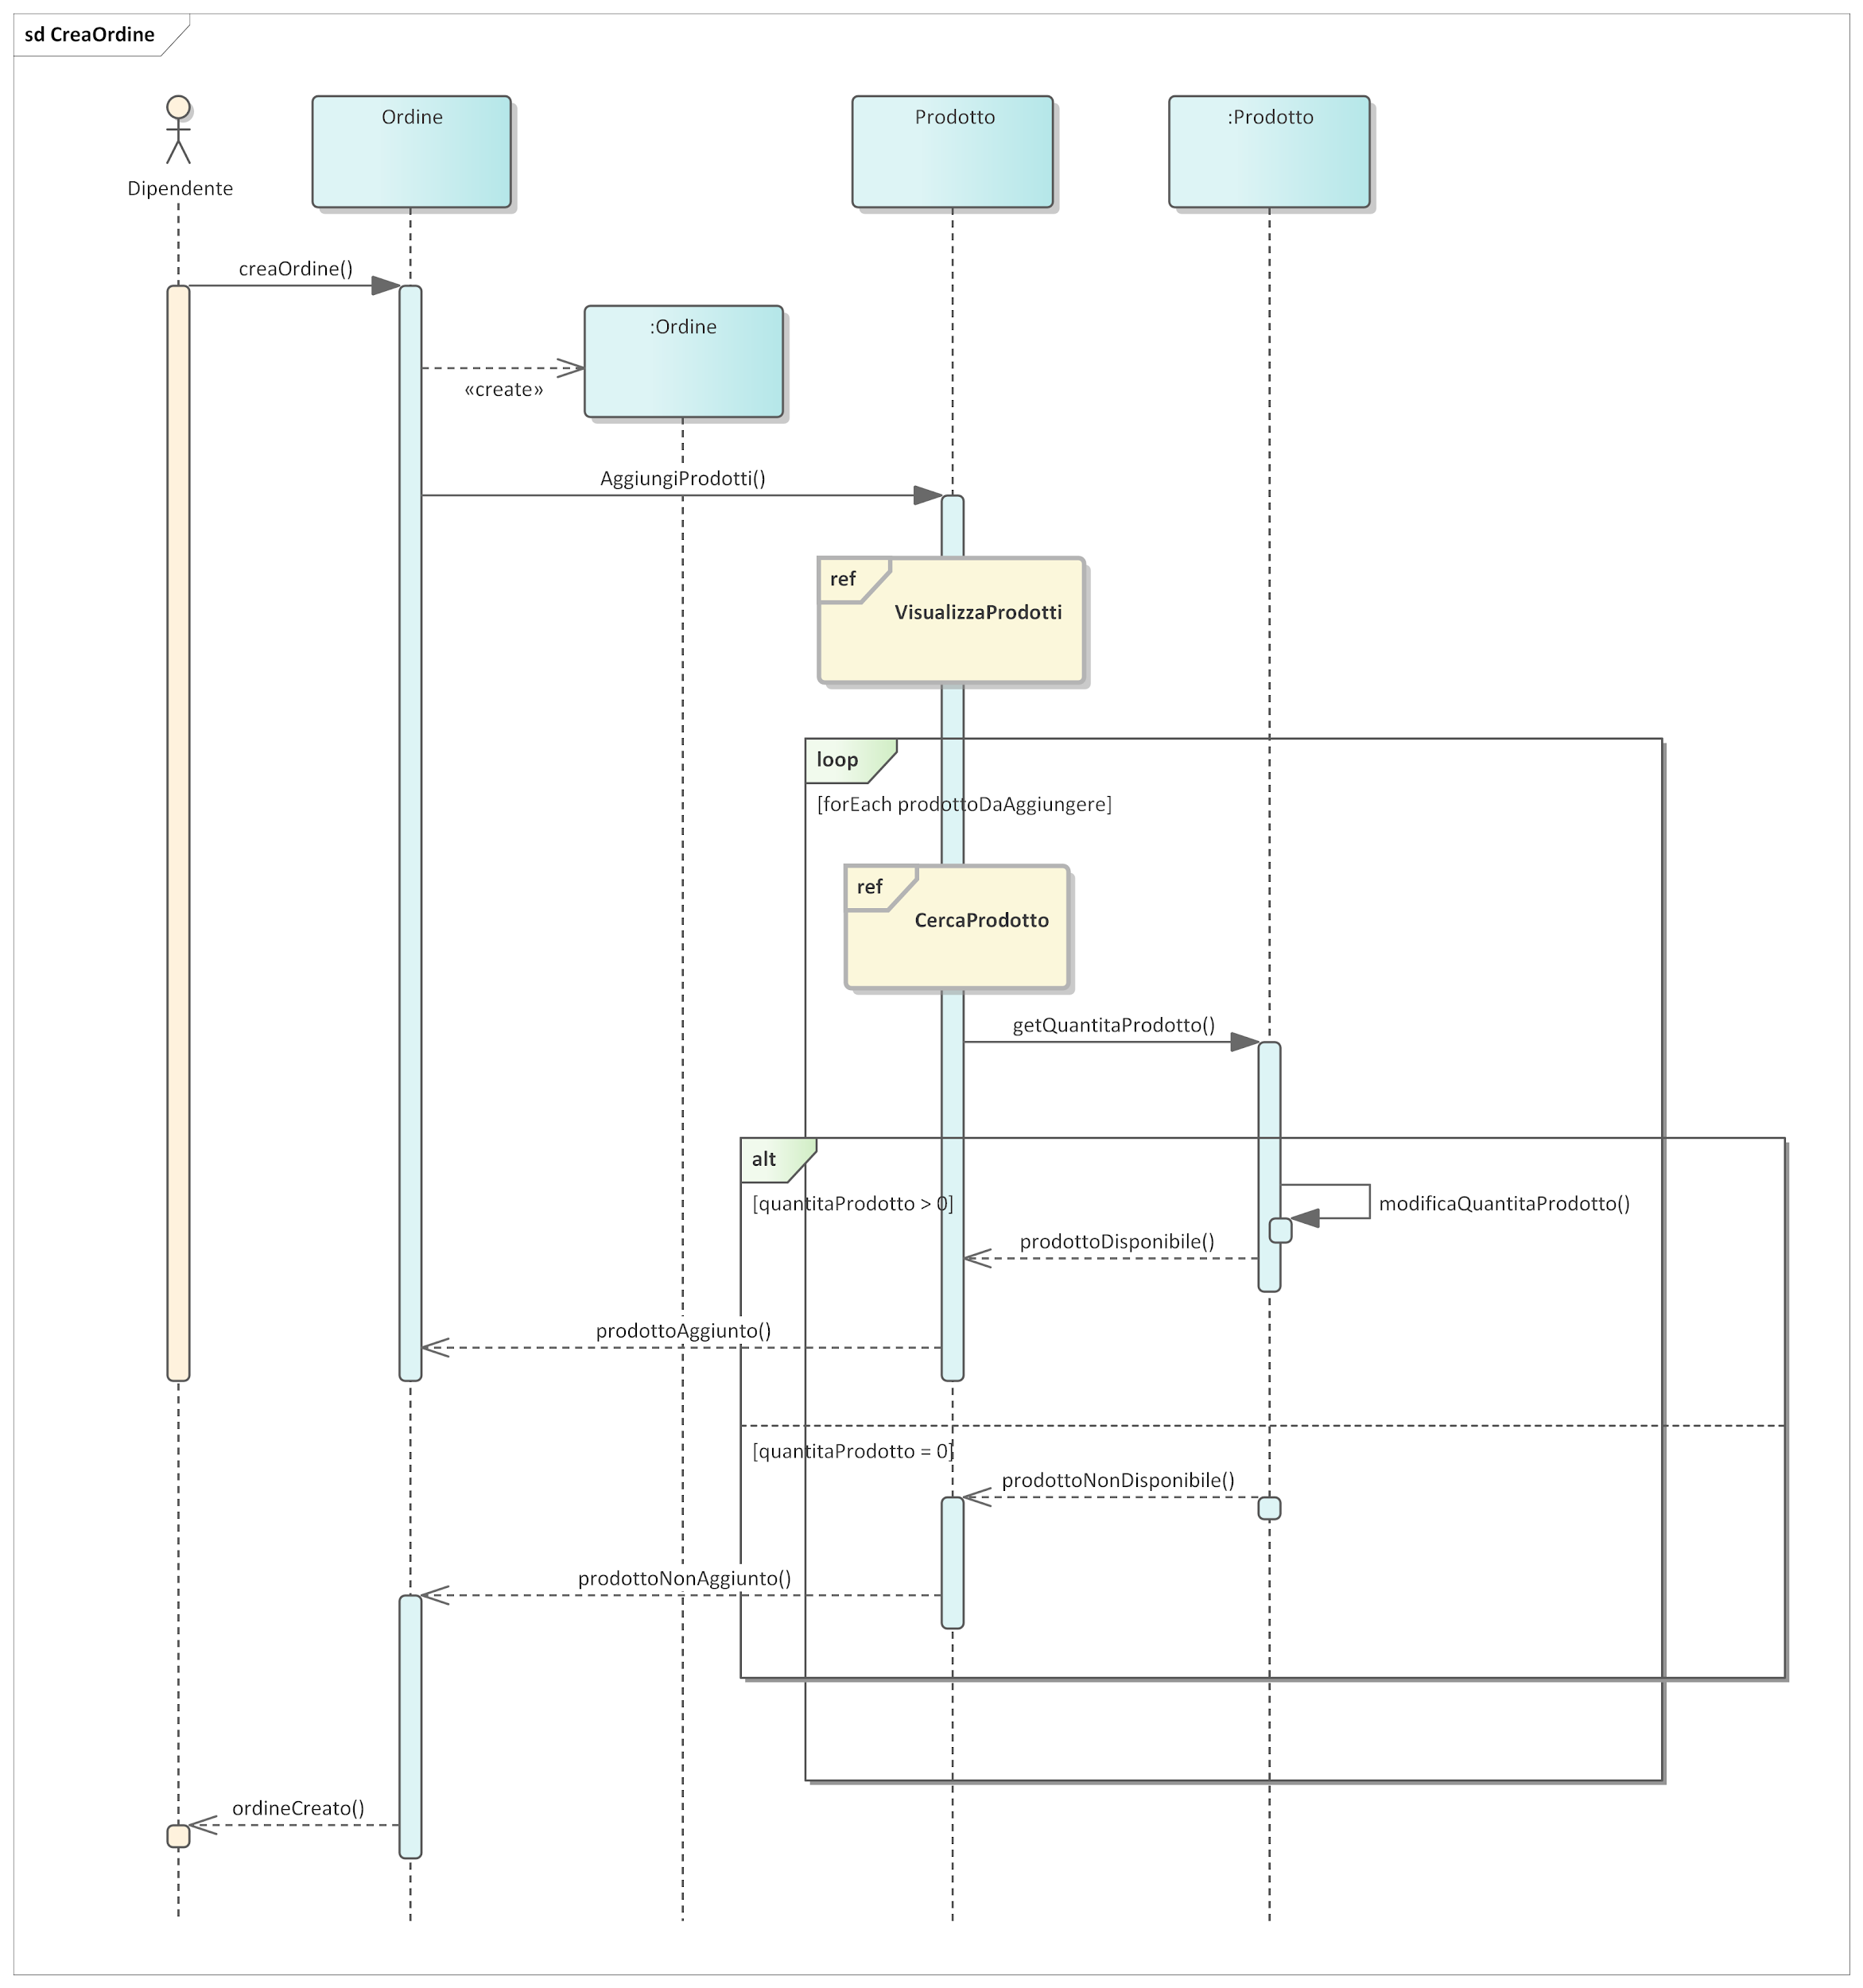 sd CreaOrdine
Dipendente
Ordine
Prodotto
:Prodotto
creaOrdine()
:Ordine
«create»
AggiungiProdotti()
ref
VisualizzaProdotti
loop
[forEach prodottoDaAggiungere]
ref
CercaProdotto
getQuantitaProdotto()
alt
[quantitaProdotto > 0]
modificaQuantitaProdotto()
prodottoDisponibile()
prodottoAggiunto()
[quantitaProdotto = 0]
prodottoNonDisponibile()
prodottoNonAggiunto()
ordineCreato()